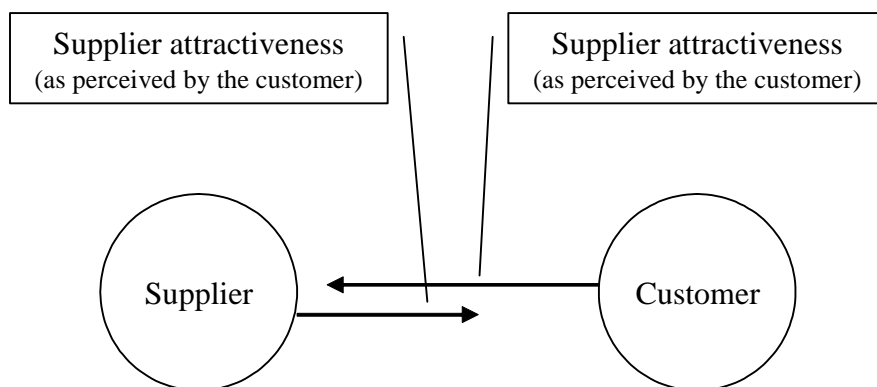 Supplier attractiveness
(as perceived by the customer)
Supplier attractiveness
(as perceived by the customer)
Supplier
Customer